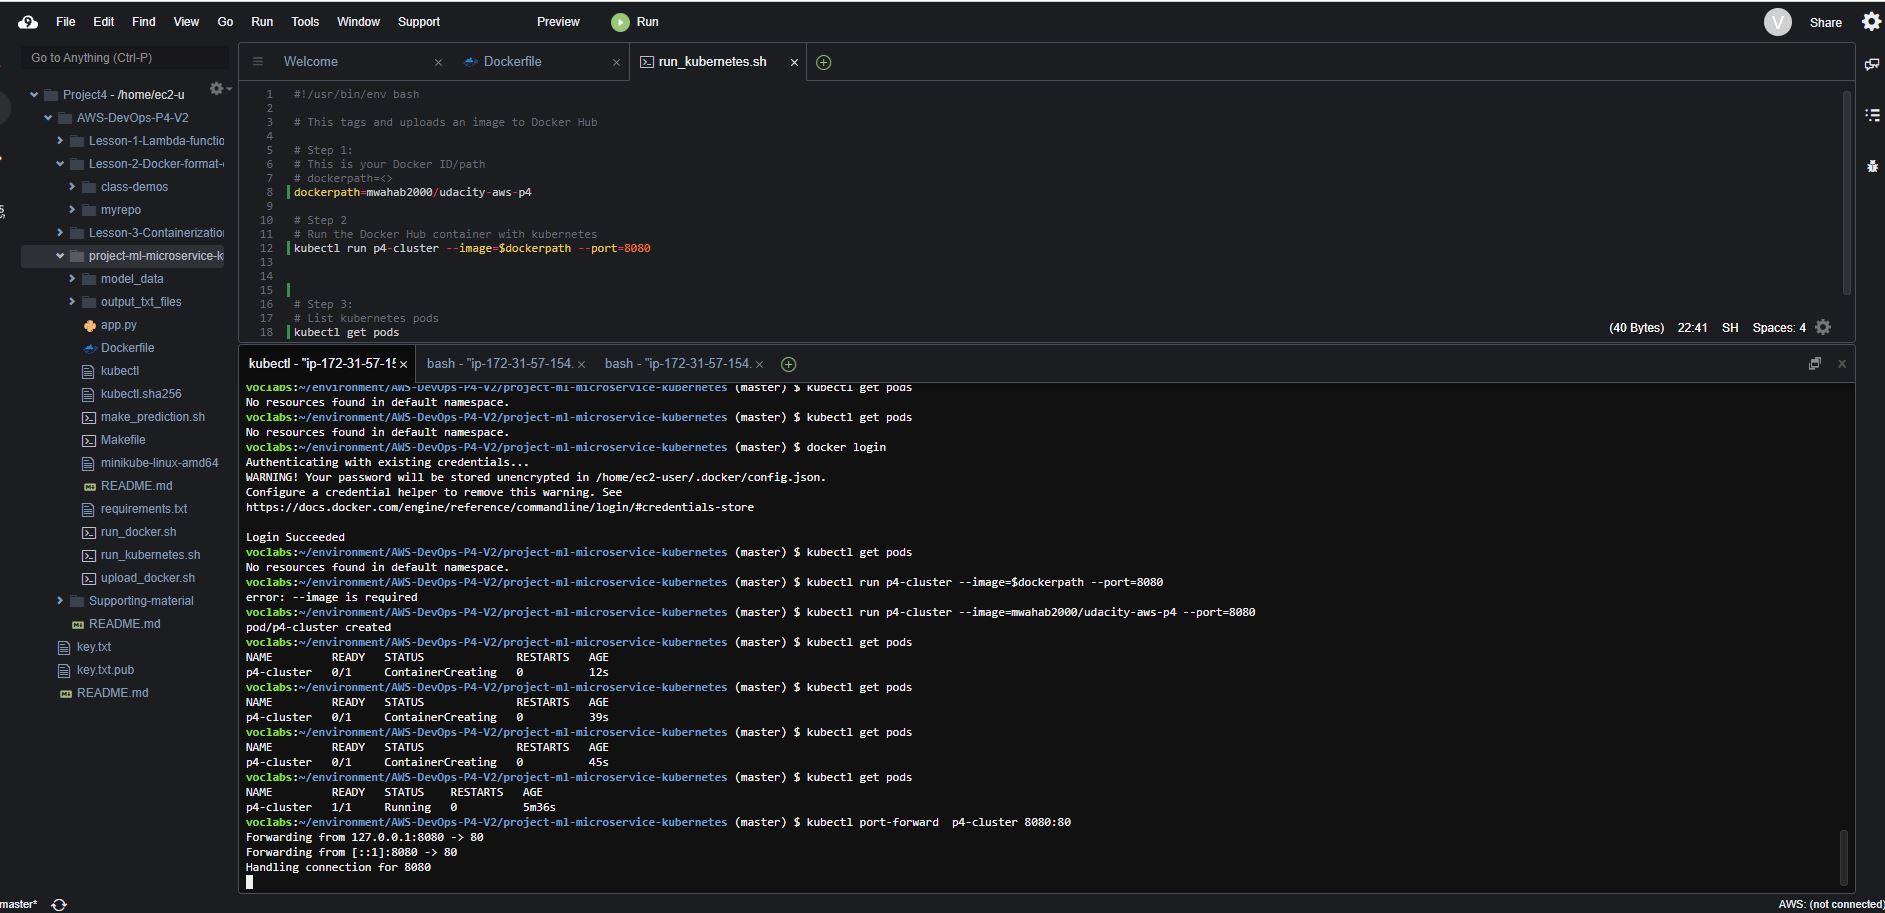 File Edit Find View Go Run Tools Window Support Preview Run V Share
Go to Anything (Ctrl-P)
Project4 - /home/ec2-u
AWS-DevOps-P4-V2
Lesson-1-Lambda-functio
Lesson-2-Docker-format-
class-demos
myrepo
Lesson-3-Containerization
project-ml-microservice-k
model_data
output_txt_files
app.py
Dockerfile
kubectl
kubectl.sha256
make_prediction.sh
Makefile
minikube-linux-amd64
README.md
requirements.txt
run_docker.sh
run_kubernetes.sh
upload_docker.sh
Supporting-material
README.md
key.txt
key.txt.pub
README.md
Welcome Dockerfile run_kubernetes.sh
1 #!/usr/bin/env bash
2
3 # This tags and uploads an image to Docker Hub
4
5 # Step 1:
6 # This is your Docker ID/path
7 # dockerpath=<>
8 dockerpath=mwahab2000/udacity-aws-p4
9
10 # Step 2
11 # Run the Docker Hub container with kubernetes
12 kubectl run p4-cluster --image=$dockerpath --port=8080
13
14
15
16 # Step 3:
17 # List kubernetes pods
18 kubectl get pods
(40 Bytes) 22:41 SH Spaces: 4
kubectl - "ip-172-31-57-15 bash - "ip-172-31-57-154. bash - "ip-172-31-57-154.
voclabs:~/environment/AWS-DevOps-P4-V2/project-ml-microservice-kubernetes (master) $ kubectl get pods
No resources found in default namespace.
voclabs:~/environment/AWS-DevOps-P4-V2/project-ml-microservice-kubernetes (master) $ kubectl get pods
No resources found in default namespace.
voclabs:~/environment/AWS-DevOps-P4-V2/project-ml-microservice-kubernetes (master) $ docker login
Authenticating with existing credentials...
WARNING! Your password will be stored unencrypted in /home/ec2-user/.docker/config.json.
Configure a credential helper to remove this warning. See
https://docs.docker.com/engine/reference/commandline/login/#credentials-store
Login Succeeded
voclabs:~/environment/AWS-DevOps-P4-V2/project-ml-microservice-kubernetes (master) $ kubectl get pods
No resources found in default namespace.
voclabs:~/environment/AWS-DevOps-P4-V2/project-ml-microservice-kubernetes (master) $ kubectl run p4-cluster --image=$dockerpath --port=8080
error: --image is required
voclabs:~/environment/AWS-DevOps-P4-V2/project-ml-microservice-kubernetes (master) $ kubectl run p4-cluster --image=mwahab2000/udacity-aws-p4 --port=8080
pod/p4-cluster created
voclabs:~/environment/AWS-DevOps-P4-V2/project-ml-microservice-kubernetes (master) $ kubectl get pods
NAME READY STATUS RESTARTS AGE
p4-cluster 0/1 ContainerCreating 0 12s
voclabs:~/environment/AWS-DevOps-P4-V2/project-ml-microservice-kubernetes (master) $ kubectl get pods
NAME READY STATUS RESTARTS AGE
p4-cluster 0/1 ContainerCreating 0 39s
voclabs:~/environment/AWS-DevOps-P4-V2/project-ml-microservice-kubernetes (master) $ kubectl get pods
NAME READY STATUS RESTARTS AGE
p4-cluster 0/1 ContainerCreating 0 45s
voclabs:~/environment/AWS-DevOps-P4-V2/project-ml-microservice-kubernetes (master) $ kubectl get pods
NAME READY STATUS RESTARTS AGE
p4-cluster 1/1 Running 0 5m36s
voclabs:~/environment/AWS-DevOps-P4-V2/project-ml-microservice-kubernetes (master) $ kubectl port-forward p4-cluster 8080:80
Forwarding from 127.0.0.1:8080 -> 80
Forwarding from [::1]:8080 -> 80
Handling connection for 8080
master* AWS: (not connected)